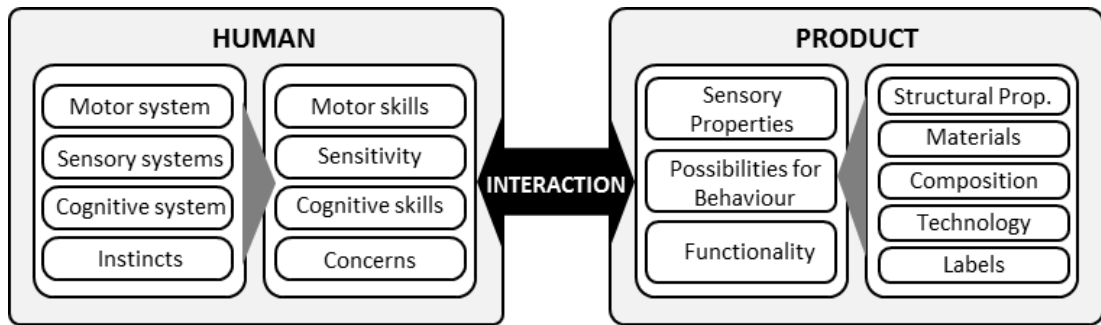 HUMAN
Motor system
Sensory systems
Cognitive system
Instincts
Motor skills
Sensitivity
Cognitive skills
Concerns
INTERACTION
PRODUCT
Sensory
Properties
Possibilities for
Behaviour
Functionality
Structural Prop.
Materials
Composition
Technology
Labels